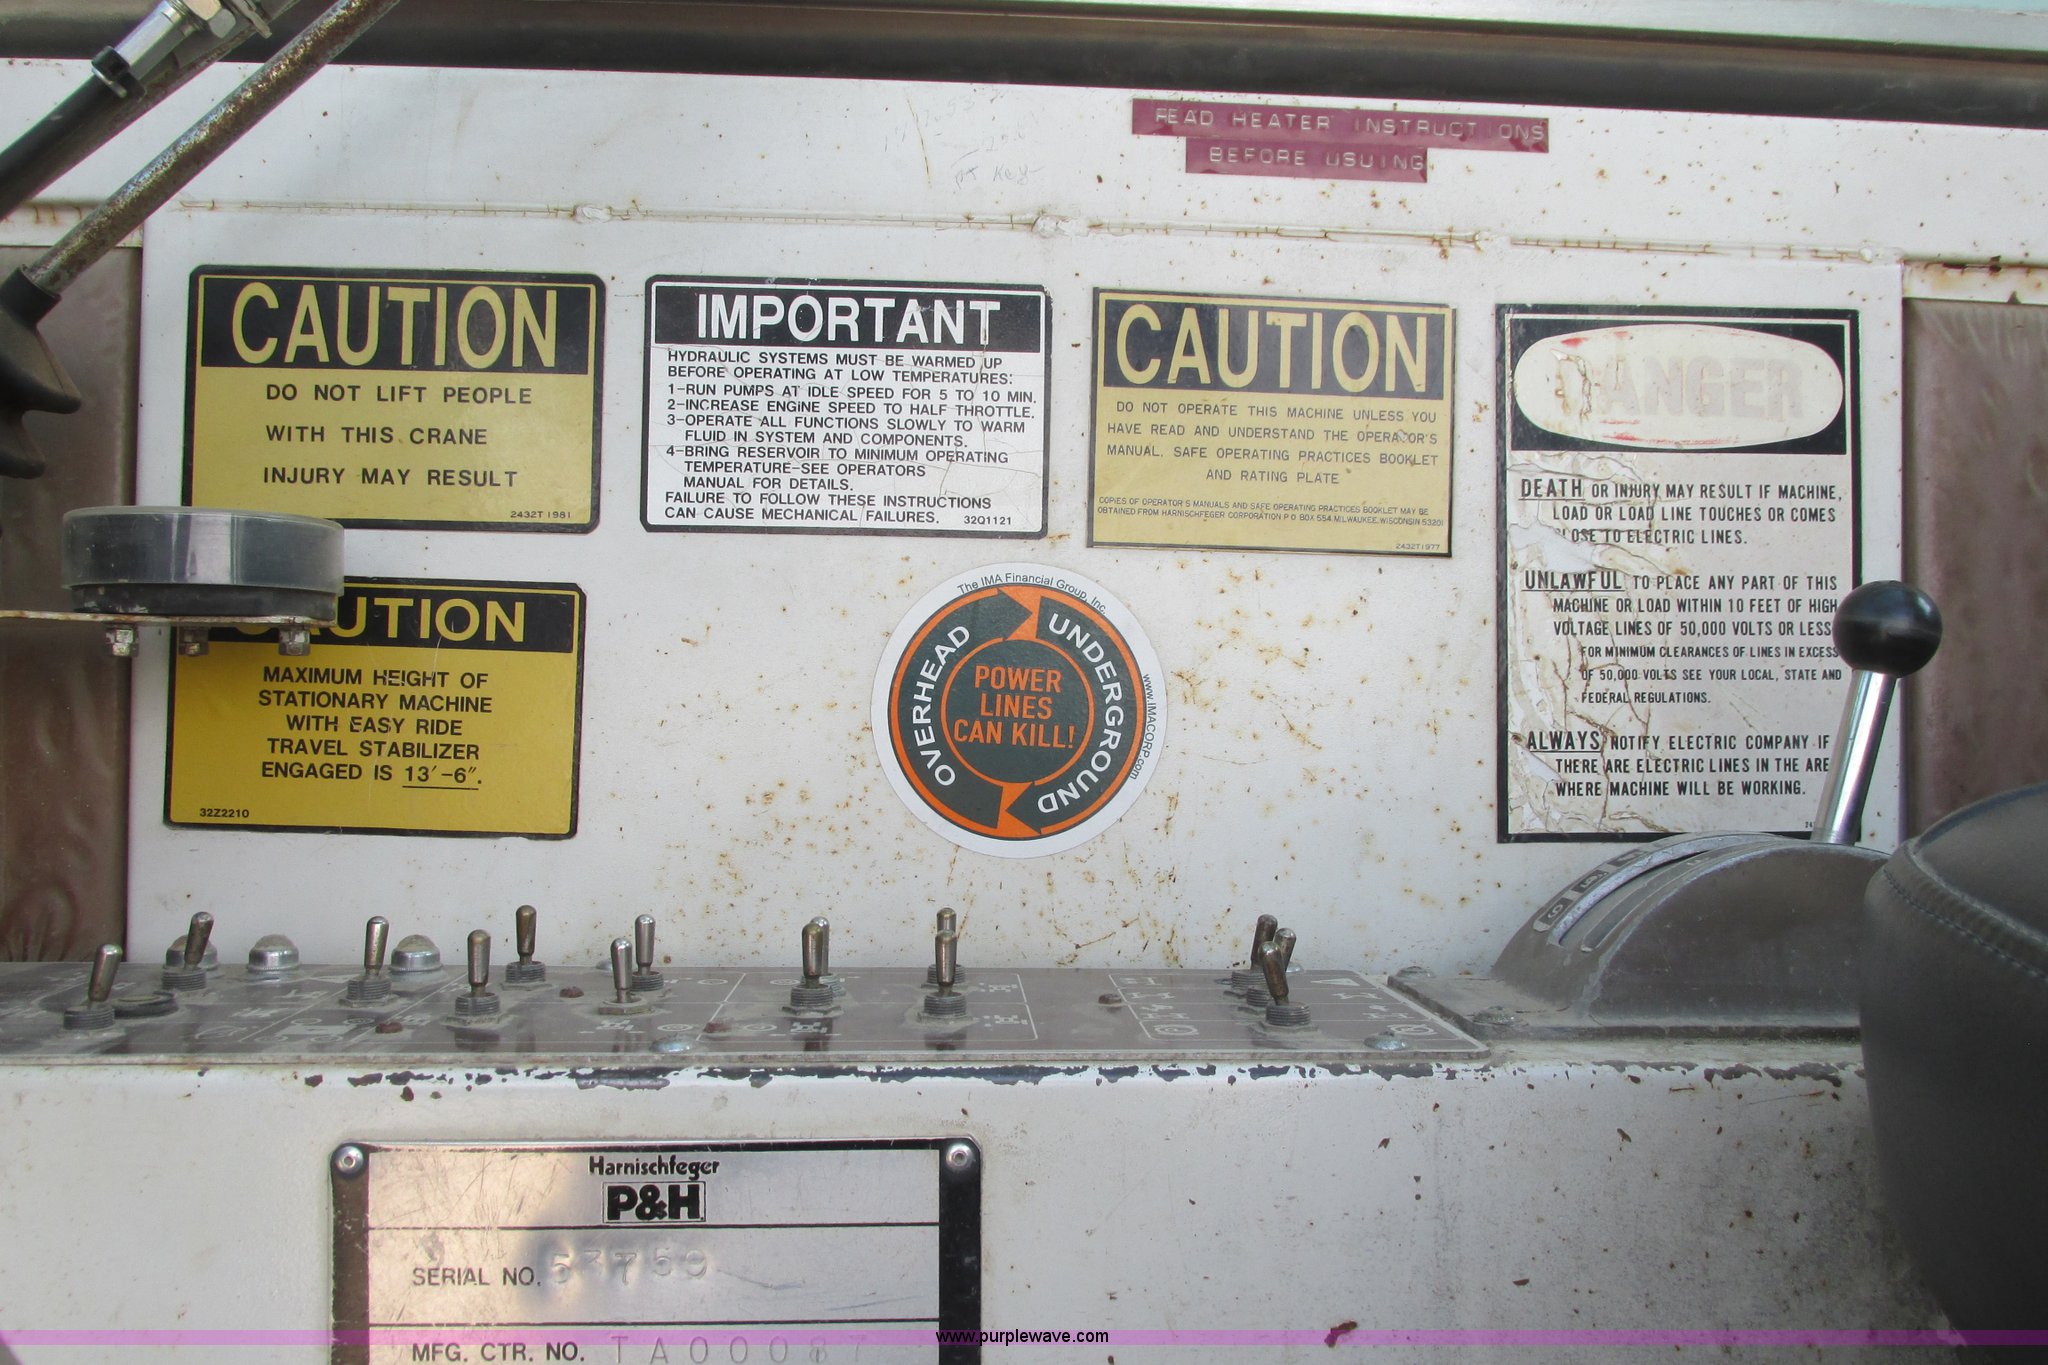 READ HEATER INSTRUCTIONS
BEFORE USUING
CAUTION
DO NOT LIFT PEOPLE
WITH THIS CRANE
INJURY MAY RESULT
2432T1981
IMPORTANT
HYDRAULIC SYSTEMS MUST BE WARMED UP
BEFORE OPERATING AT LOW TEMPERATURES:
1-RUN PUMPS AT IDLE SPEED FOR 5 TO 10 MIN.
2-INCREASE ENGINE SPEED TO HALF THROTTLE.
3-OPERATE ALL FUNCTIONS SLOWLY TO WARM
FLUID IN SYSTEM AND COMPONENTS.
4-BRING RESERVOIR TO MINIMUM OPERATING
TEMPERATURE-SEE OPERATORS
MANUAL FOR DETAILS.
FAILURE TO FOLLOW THESE INSTRUCTIONS
CAN CAUSE MECHANICAL FAILURES.
32Q1121
CAUTION
DO NOT OPERATE THIS MACHINE UNLESS YOU
HAVE READ AND UNDERSTAND THE OPERATOR'S
MANUAL, SAFE OPERATING PRACTICES BOOKLET
AND RATING PLATE
COPIES OF OPERATOR'S MANUALS AND SAFE OPERATING PRACTICES BOOKLET MAY BE
OBTAINED FROM HARNISCHFEGER CORPORATION P O BOX 554 MILWAUKEE, WISCONSIN 53201
2432T1977
DANGER
DEATH OR INJURY MAY RESULT IF MACHINE,
LOAD OR LOAD LINE TOUCHES OR COMES
CLOSE TO ELECTRIC LINES.
UNLAWFUL TO PLACE ANY PART OF THIS
MACHINE OR LOAD WITHIN 10 FEET OF HIGH
VOLTAGE LINES OF 50,000 VOLTS OR LESS
FOR MINIMUM CLEARANCES OF LINES IN EXCESS
OF 50,000 VOLTS SEE YOUR LOCAL, STATE AND
FEDERAL REGULATIONS.
ALWAYS NOTIFY ELECTRIC COMPANY IF
THERE ARE ELECTRIC LINES IN THE ARE
WHERE MACHINE WILL BE WORKING.
CAUTION
MAXIMUM HEIGHT OF
STATIONARY MACHINE
WITH EASY RIDE
TRAVEL STABILIZER
ENGAGED IS 13'-6".
32Z2210
The IMA Financial Group, Inc.
OVERHEAD
UNDERGROUND
POWER
LINES
CAN KILL!
www.IMACORP.com
Harnischfeger
P&H
SERIAL NO. 53759
MFG. CTR. NO. TA00087
www.purplewave.com